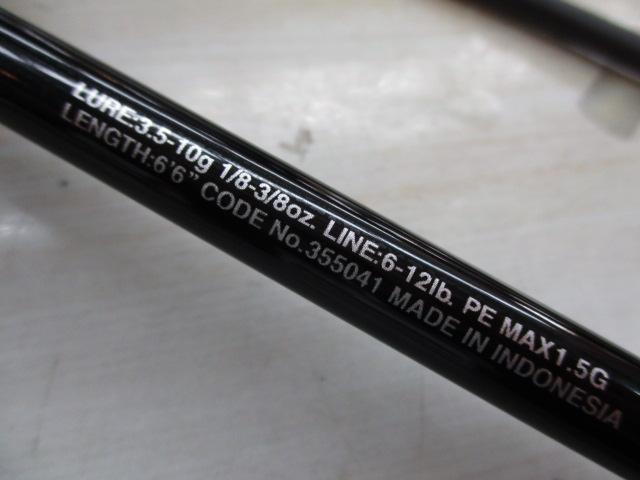 LURE:3.5-10g 1/8-3/8oz. LINE:6-12lb. PE MAX1.5G
LENGTH:6'6" CODE No.355041 MADE IN INDONESIA